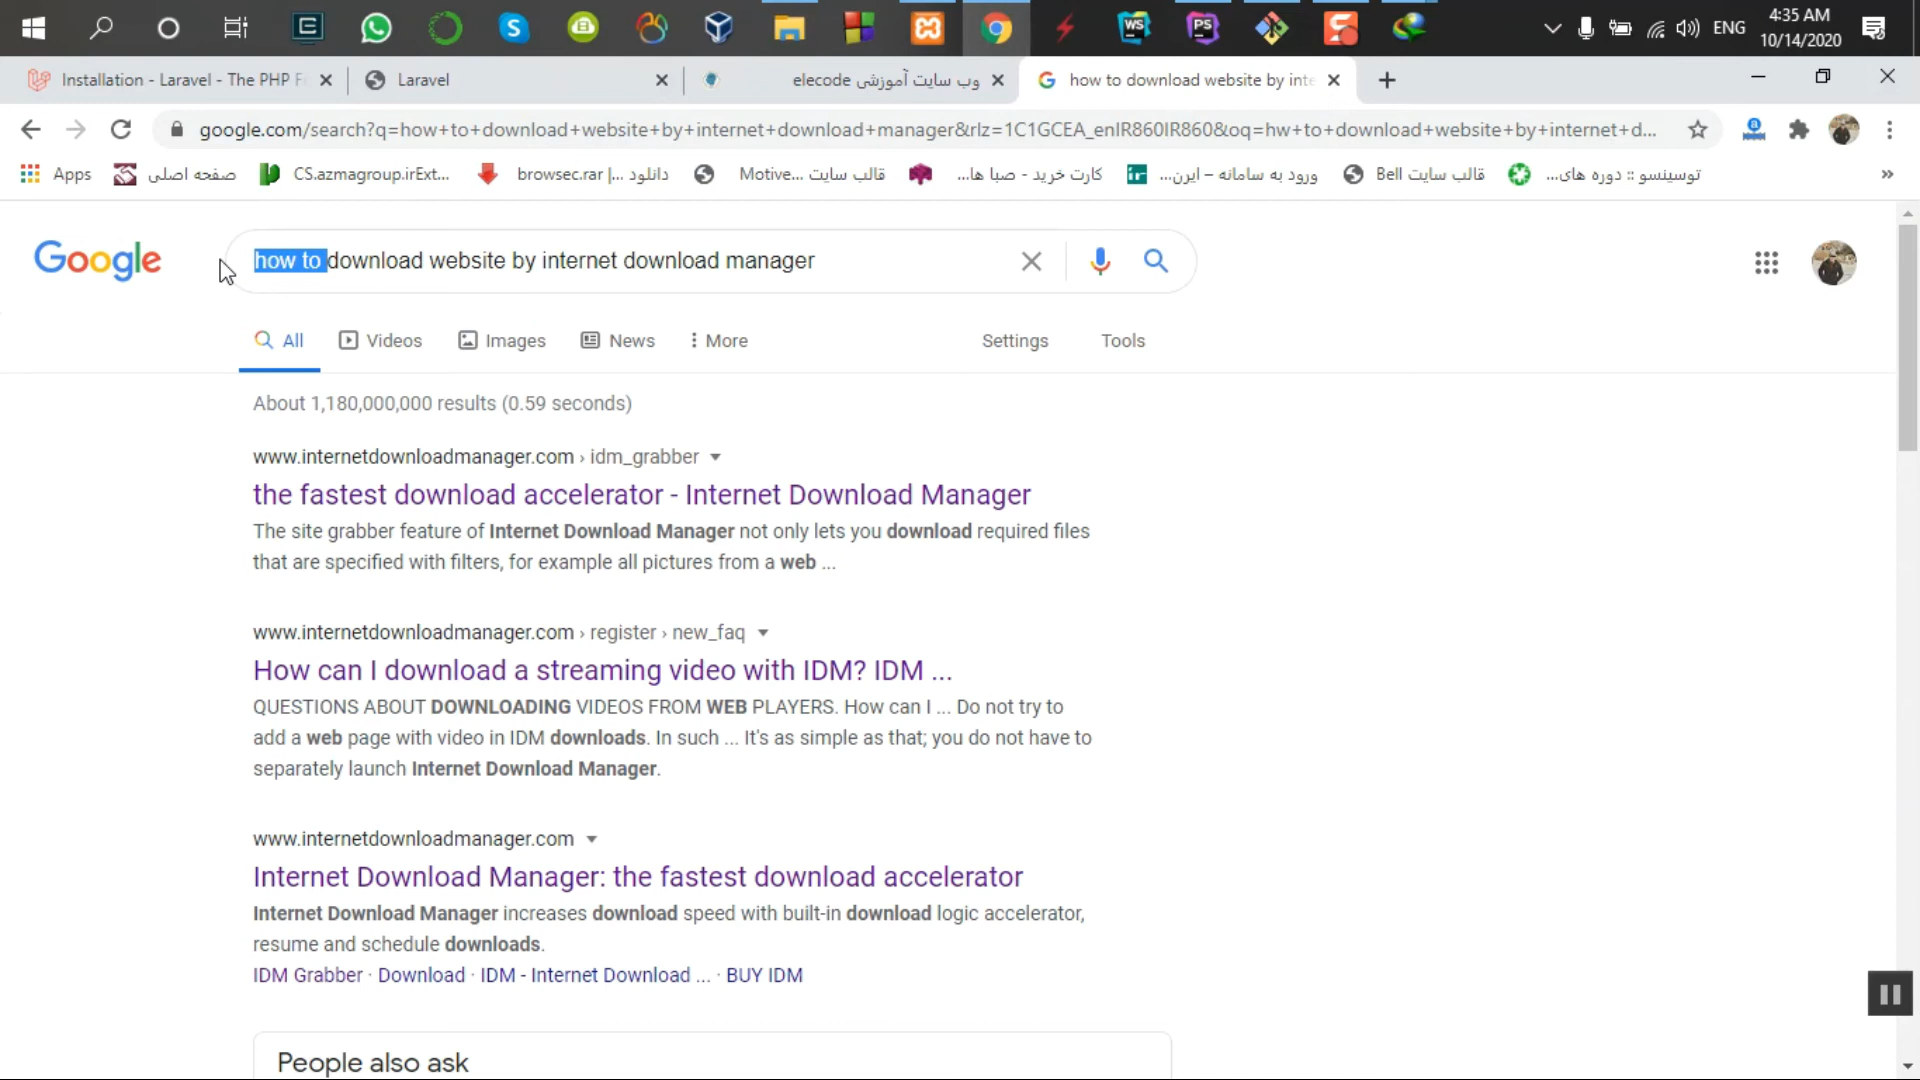 ENG
4:35 AM
10/14/2020
Installation - Laravel - The PHP F
Laravel
وب سایت آموزشی elecode
how to download website by inte
google.com/search?q=how+to+download+website+by+internet+download+manager&rlz=1C1GCEA_enIR860IR860&oq=hw+to+download+website+by+internet+d...
Apps
صفحه اصلی
CS.azmagroup.irExt...
دانلود ...| browsec.rar
قالب سایت ...Motive
کارت خرید - صبا ها...
ورود به سامانه – ایرن...
قالب سایت Bell
توسینسو :: دوره های...
Google
how to download website by internet download manager
All
Videos
Images
News
More
Settings
Tools
About 1,180,000,000 results (0.59 seconds)
www.internetdownloadmanager.com › idm_grabber
the fastest download accelerator - Internet Download Manager
The site grabber feature of Internet Download Manager not only lets you download required files
that are specified with filters, for example all pictures from a web ...
www.internetdownloadmanager.com › register › new_faq
How can I download a streaming video with IDM? IDM ...
QUESTIONS ABOUT DOWNLOADING VIDEOS FROM WEB PLAYERS. How can I ... Do not try to
add a web page with video in IDM downloads. In such ... It's as simple as that; you do not have to
separately launch Internet Download Manager.
www.internetdownloadmanager.com
Internet Download Manager: the fastest download accelerator
Internet Download Manager increases download speed with built-in download logic accelerator,
resume and schedule downloads.
IDM Grabber · Download · IDM - Internet Download ... · BUY IDM
People also ask